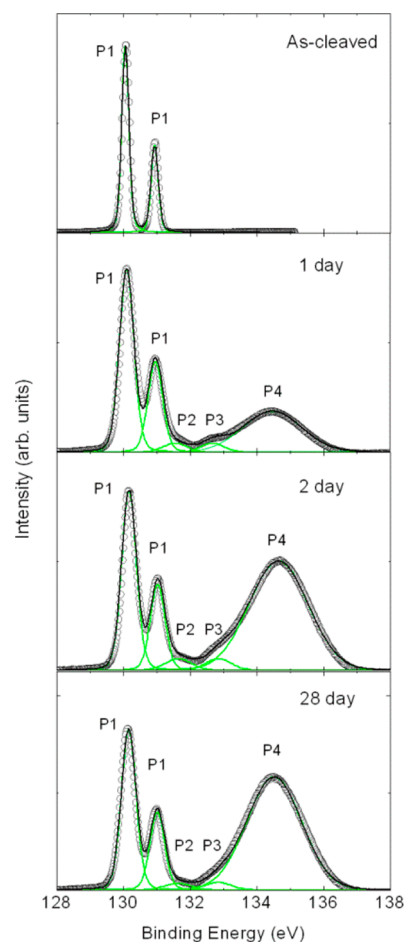 As-cleaved
P1
P1
1 day
P1
P1
P2 P3
P4
2 day
P1
P1
P2 P3
P4
28 day
P1
P1
P2 P3
P4
Intensity (arb. units)
128 130 132 134 136 138
Binding Energy (eV)